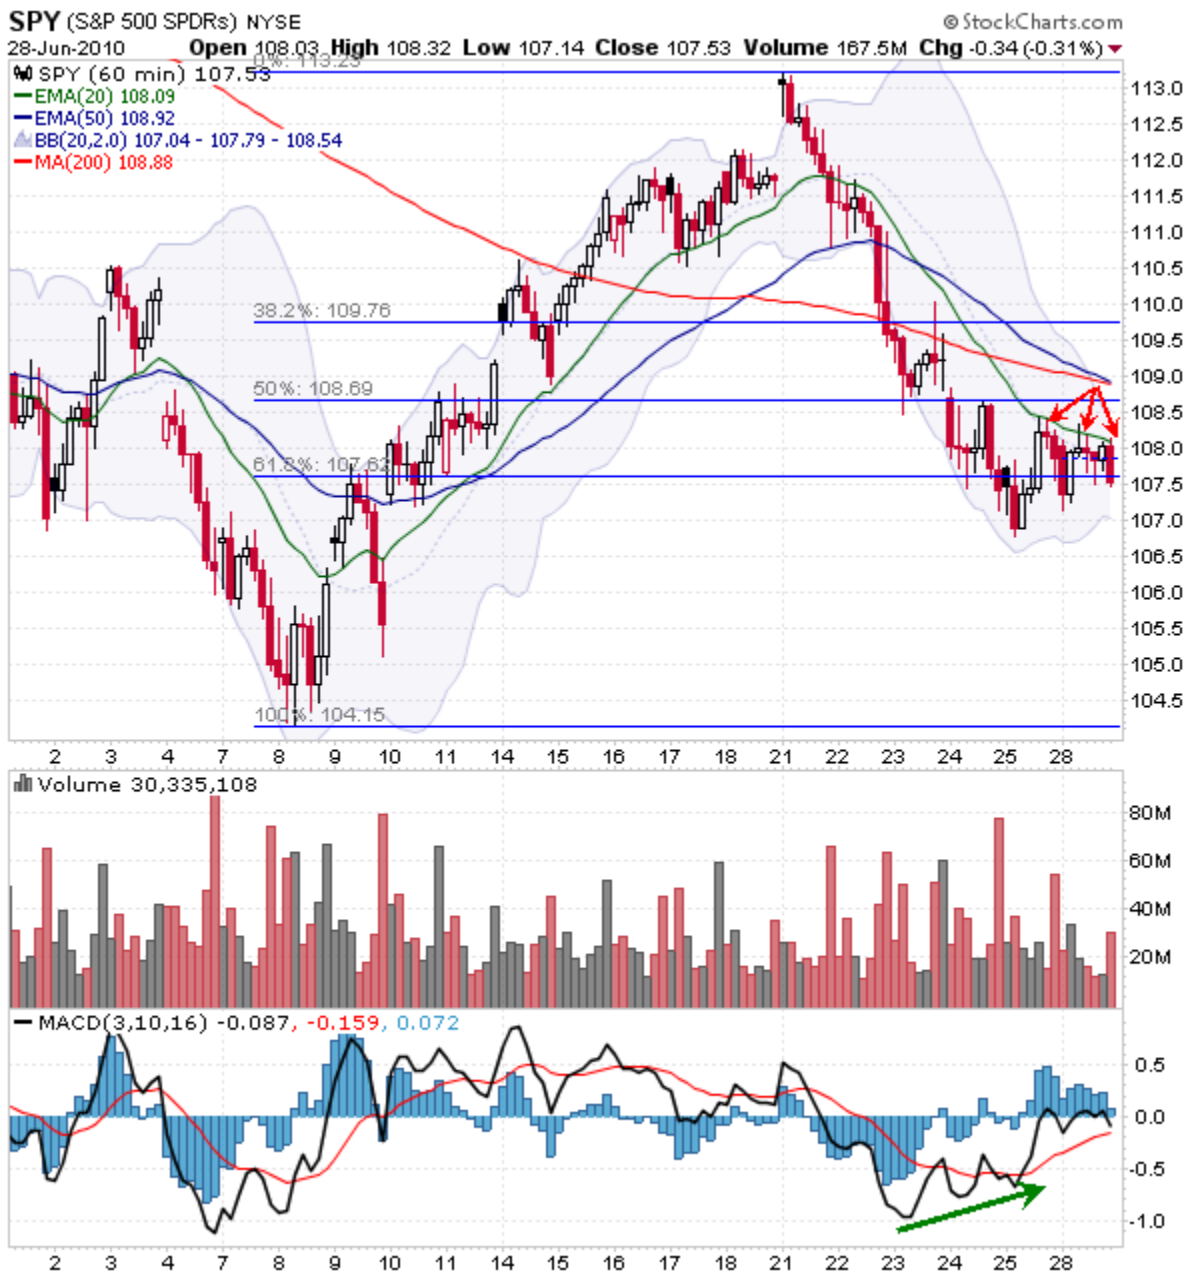 SPY (S&P 500 SPDRs) NYSE © StockCharts.com
28-Jun-2010 Open 108.03 High 108.32 Low 107.14 Close 107.53 Volume 167.5M Chg -0.34 (-0.31%)
0%: 113.23
SPY (60 min) 107.53
EMA(20) 108.09
EMA(50) 108.92
BB(20,2.0) 107.04 - 107.79 - 108.54
MA(200) 108.88
113.0
112.5
112.0
111.5
111.0
110.5
110.0
38.2%: 109.76
109.5
109.0
50%: 108.69
108.5
108.0
61.8%: 107.62
107.5
107.0
106.5
106.0
105.5
105.0
104.5
100%: 104.15
2 3 4 7 8 9 10 11 14 15 16 17 18 21 22 23 24 25 28
Volume 30,335,108
80M
60M
40M
20M
MACD(3,10,16) -0.087, -0.159, 0.072
0.5
0.0
-0.5
-1.0
2 3 4 7 8 9 10 11 14 15 16 17 18 21 22 23 24 25 28